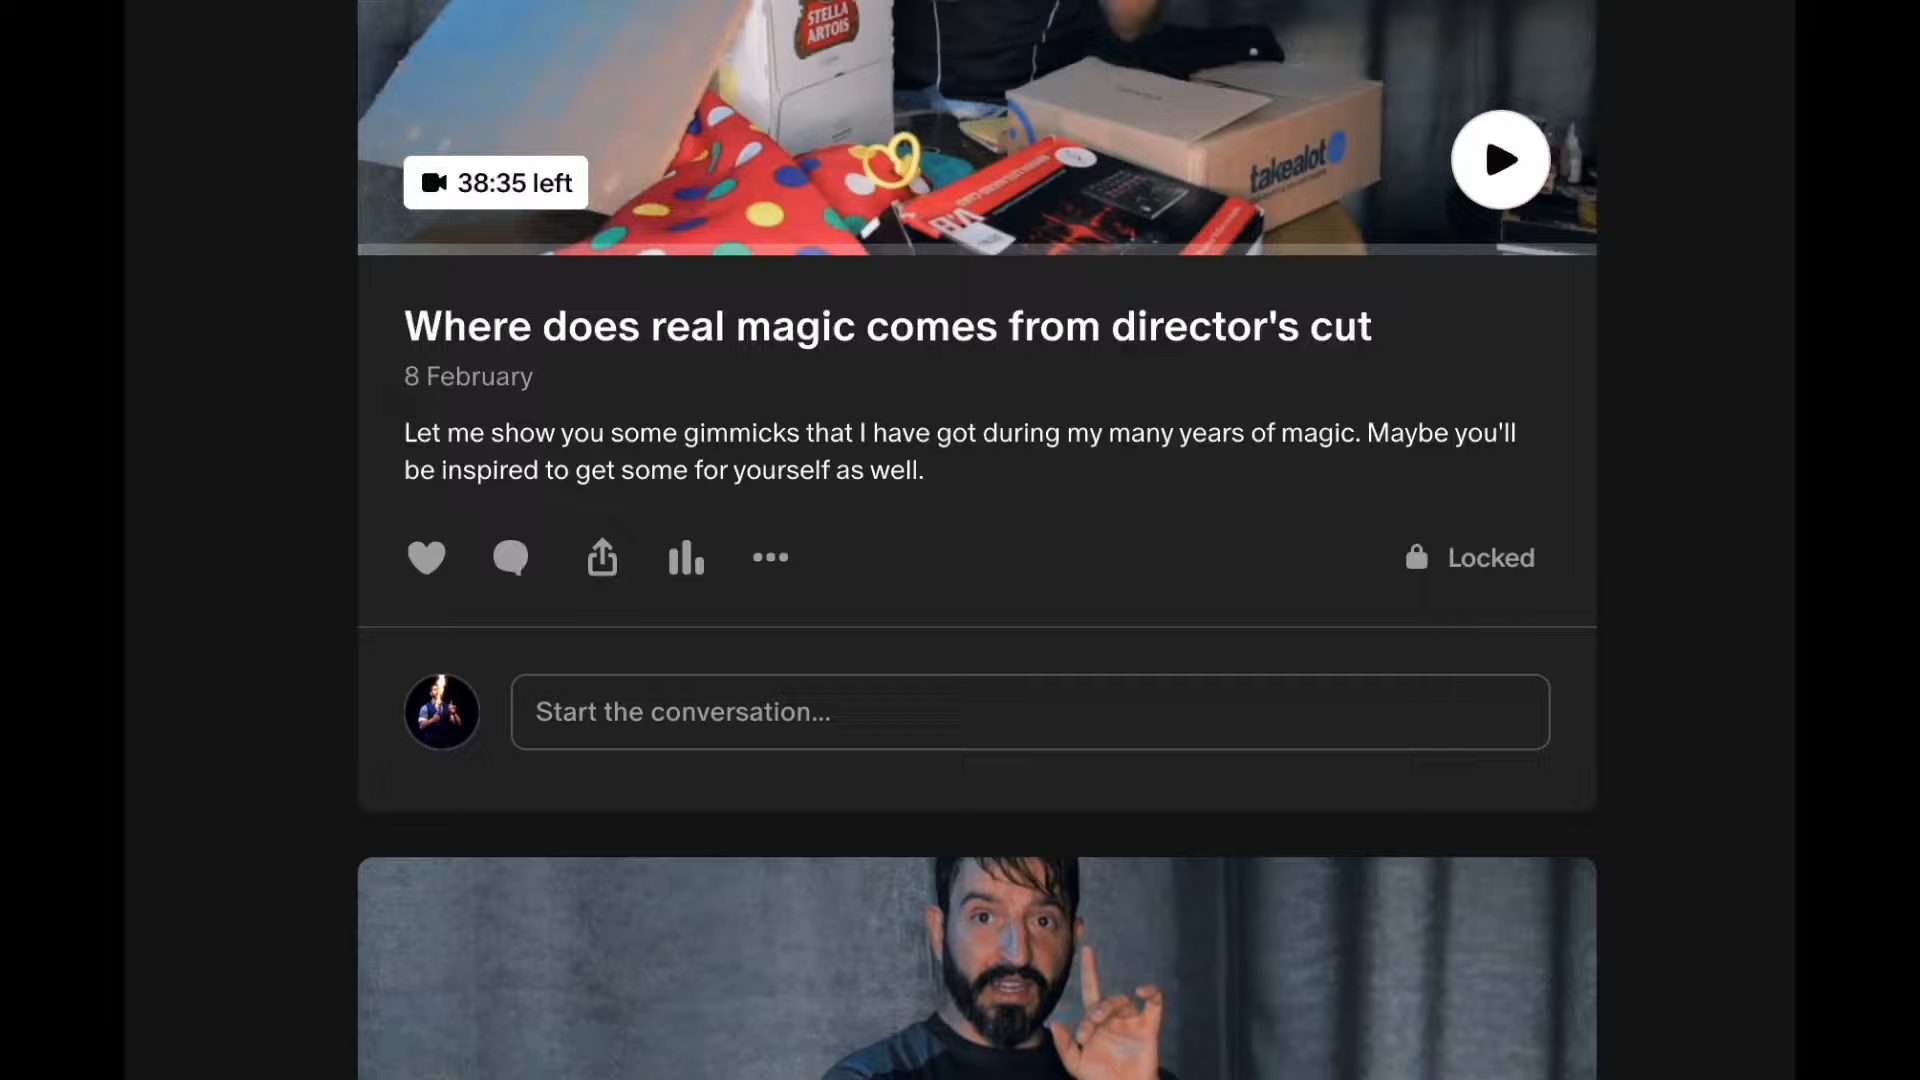 STELLA
ARTOIS
takealot
38:35 left
Where does real magic comes from director's cut
8 February
Let me show you some gimmicks that I have got during my many years of magic. Maybe you'll
be inspired to get some for yourself as well.
Locked
Start the conversation...